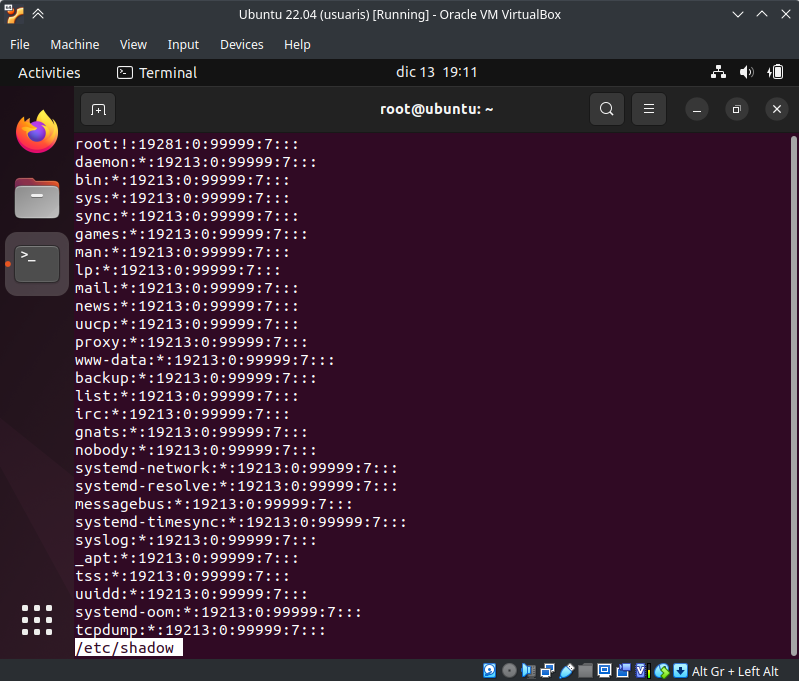 Ubuntu 22.04 (usuaris) [Running] - Oracle VM VirtualBox
File Machine View Input Devices Help
Activities Terminal dic 13 19:11
root@ubuntu: ~
root:!:19281:0:99999:7:::
daemon:*:19213:0:99999:7:::
bin:*:19213:0:99999:7:::
sys:*:19213:0:99999:7:::
sync:*:19213:0:99999:7:::
games:*:19213:0:99999:7:::
man:*:19213:0:99999:7:::
lp:*:19213:0:99999:7:::
mail:*:19213:0:99999:7:::
news:*:19213:0:99999:7:::
uucp:*:19213:0:99999:7:::
proxy:*:19213:0:99999:7:::
www-data:*:19213:0:99999:7:::
backup:*:19213:0:99999:7:::
list:*:19213:0:99999:7:::
irc:*:19213:0:99999:7:::
gnats:*:19213:0:99999:7:::
nobody:*:19213:0:99999:7:::
systemd-network:*:19213:0:99999:7:::
systemd-resolve:*:19213:0:99999:7:::
messagebus:*:19213:0:99999:7:::
systemd-timesync:*:19213:0:99999:7:::
syslog:*:19213:0:99999:7:::
_apt:*:19213:0:99999:7:::
tss:*:19213:0:99999:7:::
uuidd:*:19213:0:99999:7:::
systemd-oom:*:19213:0:99999:7:::
tcpdump:*:19213:0:99999:7:::
/etc/shadow
Alt Gr + Left Alt